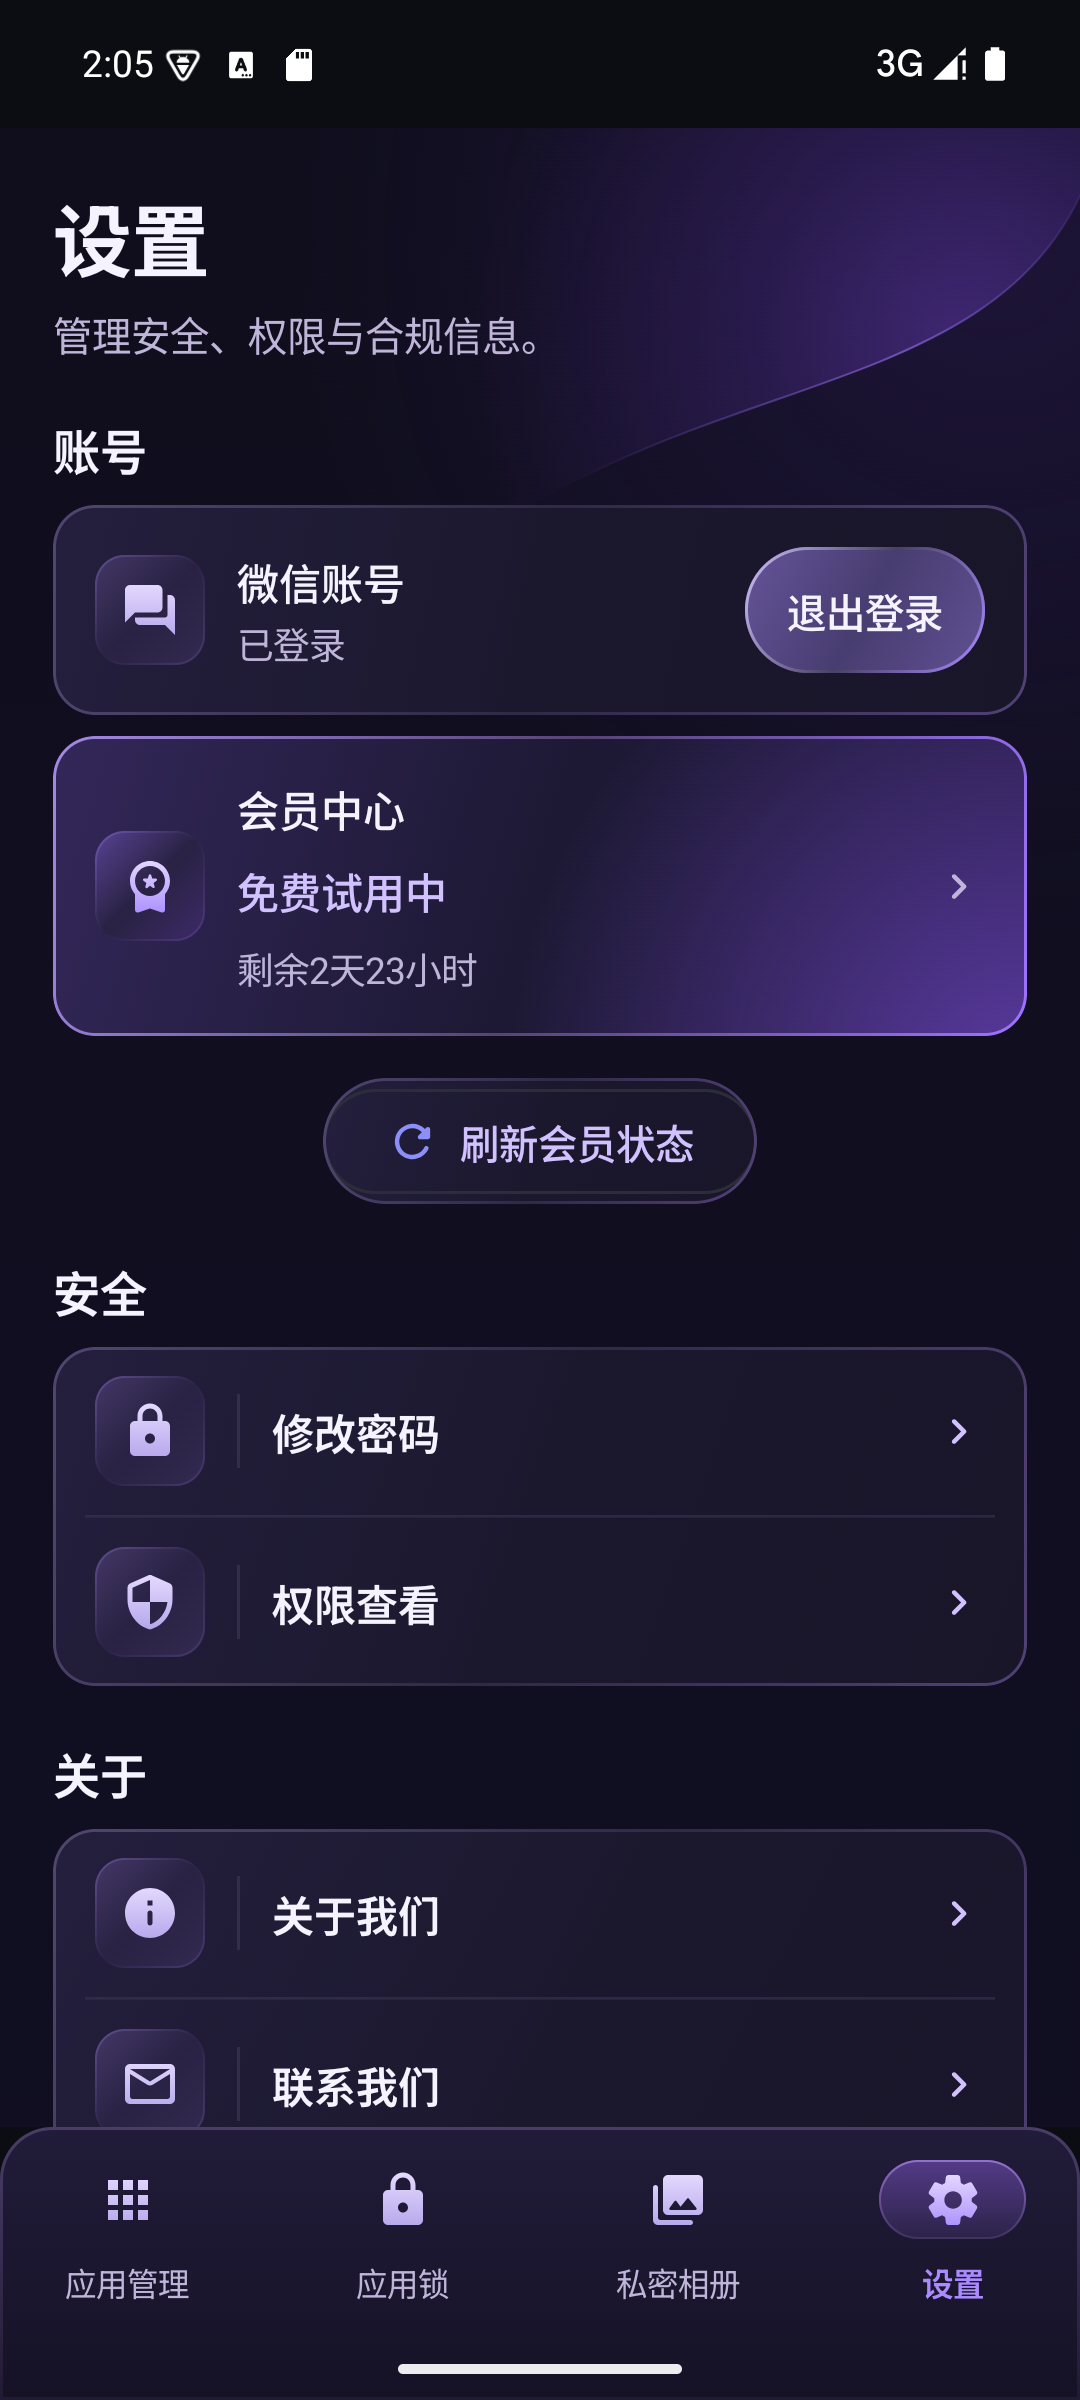 2:05
3G
设置
管理安全、权限与合规信息。
账号
微信账号
已登录
退出登录
会员中心
免费试用中
剩余2天23小时
刷新会员状态
安全
修改密码
权限查看
关于
关于我们
联系我们
应用管理
应用锁
私密相册
设置